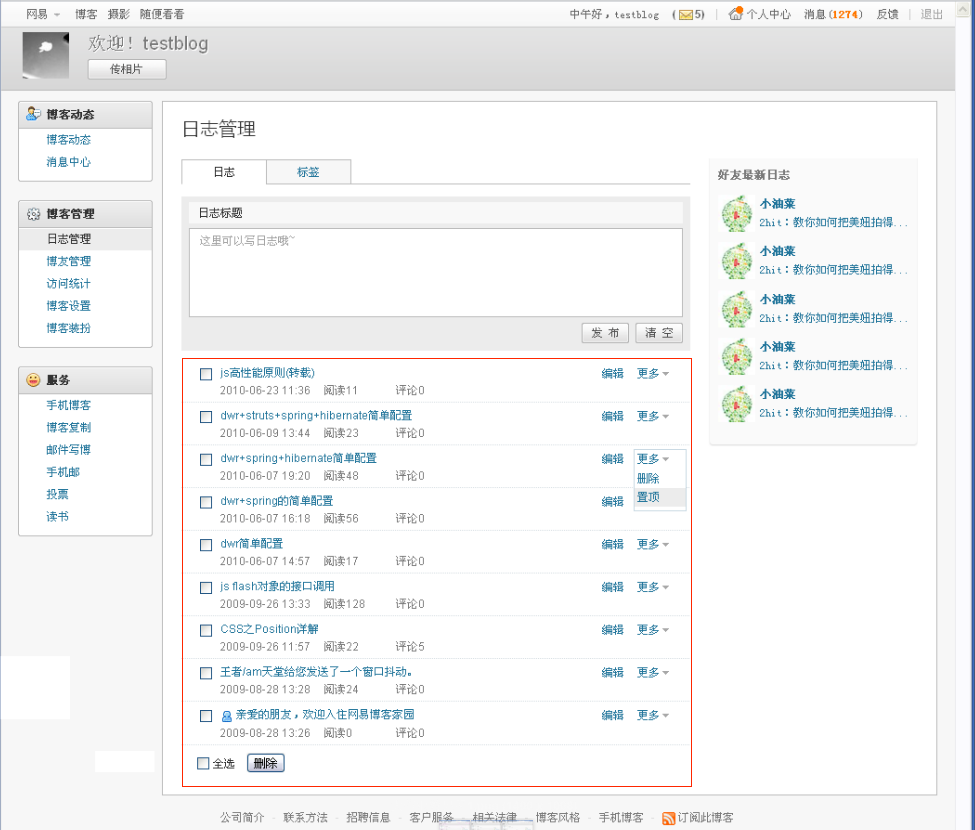 网易 博客 摄影 随便看看 中午好，testblog (5) 个人中心 消息(1274) 反馈 退出
欢迎！testblog
传相片
博客动态
博客动态
消息中心
博客管理
日志管理
博友管理
访问统计
博客设置
博客装扮
服务
手机博客
博客复制
邮件写博
手机邮
投票
读书
日志管理
日志 标签
日志标题
这里可以写日志哦~
发 布 清 空
js高性能原则(转载) 编辑 更多
2010-06-23 11:36 阅读11 评论0
dwr+struts+spring+hibernate简单配置 编辑 更多
2010-06-09 13:44 阅读23 评论0
dwr+spring+hibernate简单配置 编辑 更多
2010-06-07 19:20 阅读48 评论0
删除
置顶
dwr+spring的简单配置 编辑
2010-06-07 16:18 阅读56 评论0
dwr简单配置 编辑 更多
2010-06-07 14:57 阅读17 评论0
js flash对象的接口调用 编辑 更多
2009-09-26 13:33 阅读128 评论0
CSS之Position详解 编辑 更多
2009-09-26 11:57 阅读22 评论5
王者/am天堂给您发送了一个窗口抖动。 编辑 更多
2009-08-28 13:28 阅读24 评论0
亲爱的朋友，欢迎入住网易博客家园 编辑 更多
2009-08-28 13:26 阅读0 评论0
全选 删除
好友最新日志
小油菜
2hit：教你如何把美妞拍得...
小油菜
2hit：教你如何把美妞拍得...
小油菜
2hit：教你如何把美妞拍得...
小油菜
2hit：教你如何把美妞拍得...
小油菜
2hit：教你如何把美妞拍得...
公司简介 - 联系方法 - 招聘信息 - 客户服务 - 相关法律 - 博客风格 - 手机博客 - 订阅此博客